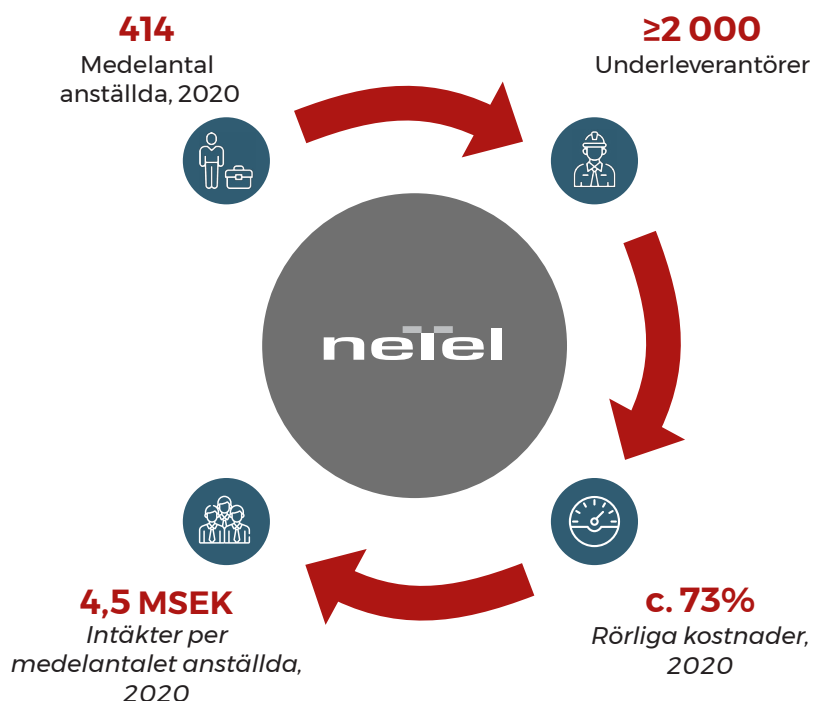 414
Medelantal
anställda, 2020
≥2 000
Underleverantörer
netel
4,5 MSEK
Intäkter per
medelantalet anställda,
2020
c. 73%
Rörliga kostnader,
2020